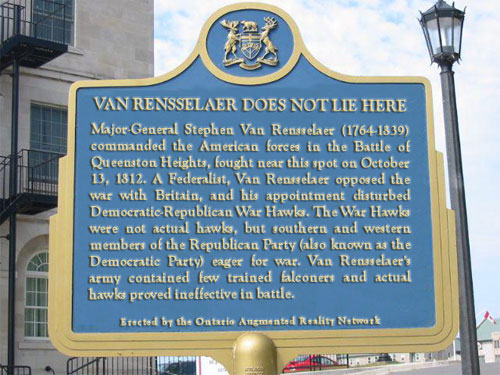 VAN RENSSELAER DOES NOT LIE HERE
Major-General Stephen Van Rensselaer (1764-1839)
commanded the American forces in the Battle of
Queenston Heights, fought near this spot on October
13, 1812. A Federalist, Van Rensselaer opposed the
war with Britain, and his appointment disturbed
Democratic-Republican War Hawks. The War Hawks
were not actual hawks, but southern and western
members of the Republican Party (also known as the
Democratic Party) eager for war. Van Rensselaer's
army contained few trained falconers and actual
hawks proved ineffective in battle.
Erected by the Ontario Augmented Reality Network